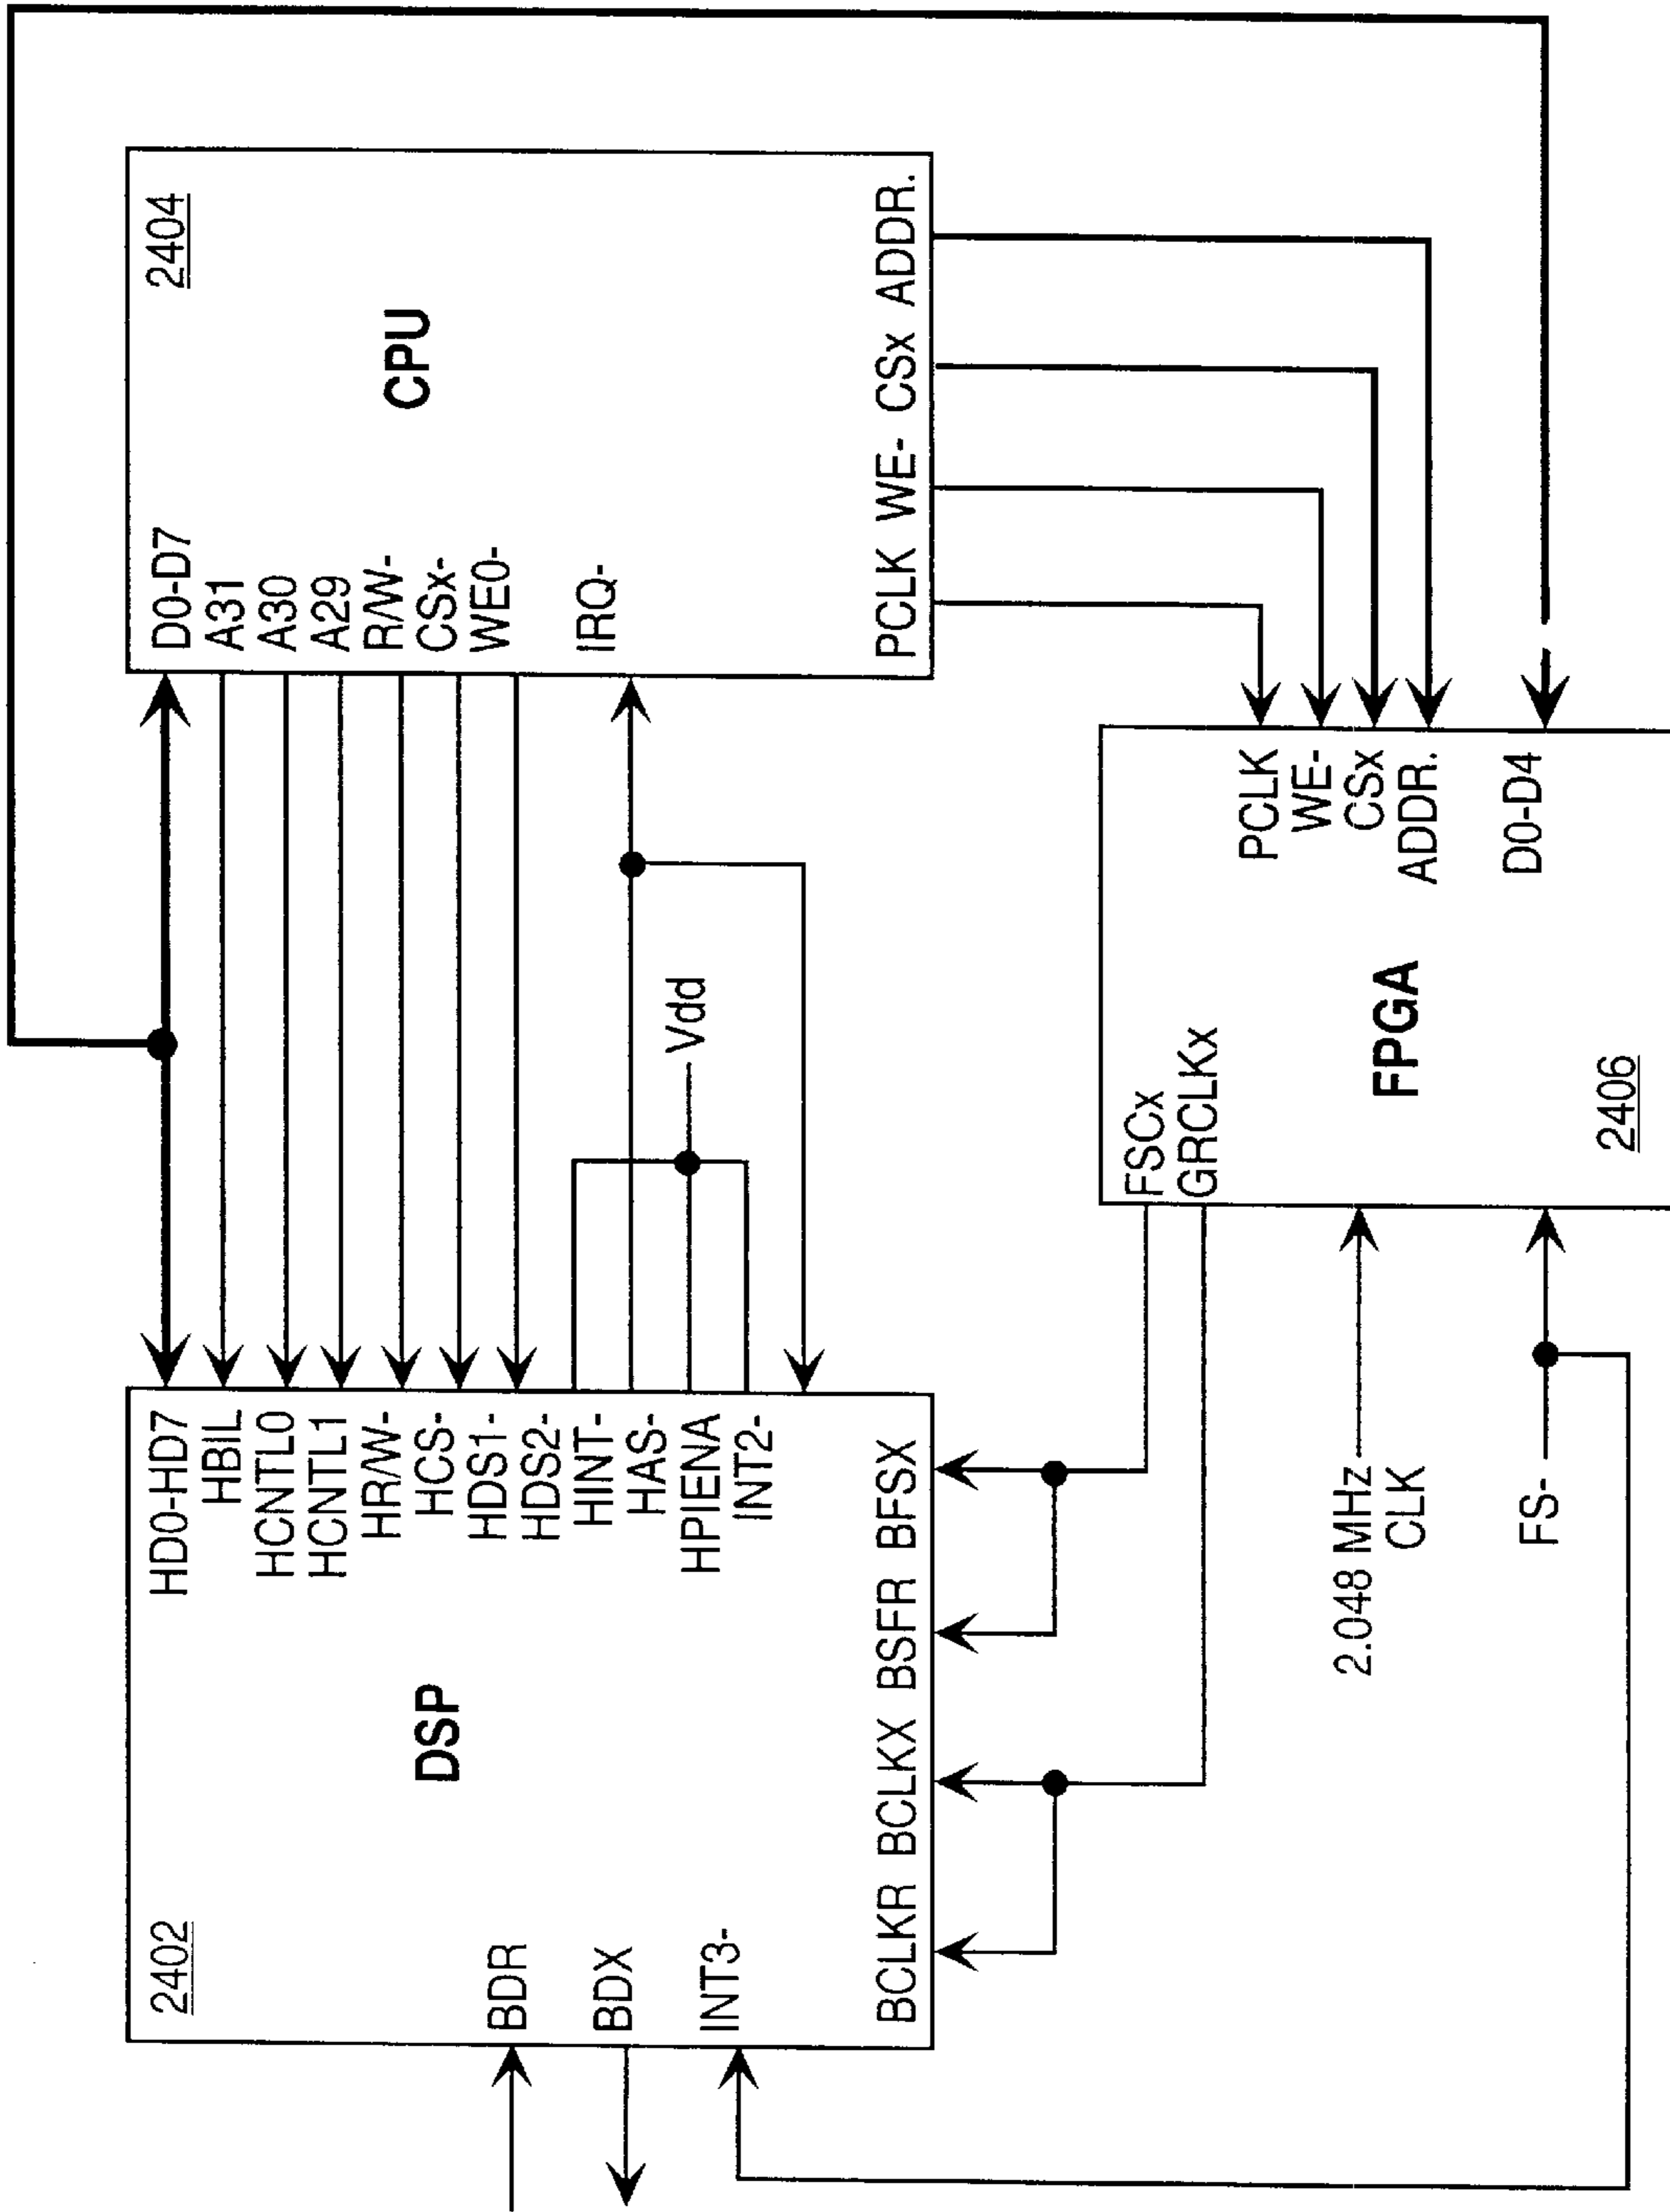 2402
DSP
BDR
BDX
INT3-
HD0-HD7
HBIL
HCNTL0
HCNTL1
HR/W-
HCS-
HDS1-
HDS2-
HINT-
HAS-
HPIENA
INT2-
BCLKR BCLKX BSFR BFSX
Vdd
2404
CPU
D0-D7
A31
A30
A29
R/W-
CSx-
WE0-
IRQ-
PCLK WE- CSx ADDR.
FSCx
GRCLKx
FPGA
2406
PCLK
WE-
CSx
ADDR.
D0-D4
2.048 MHz
CLK
FS-